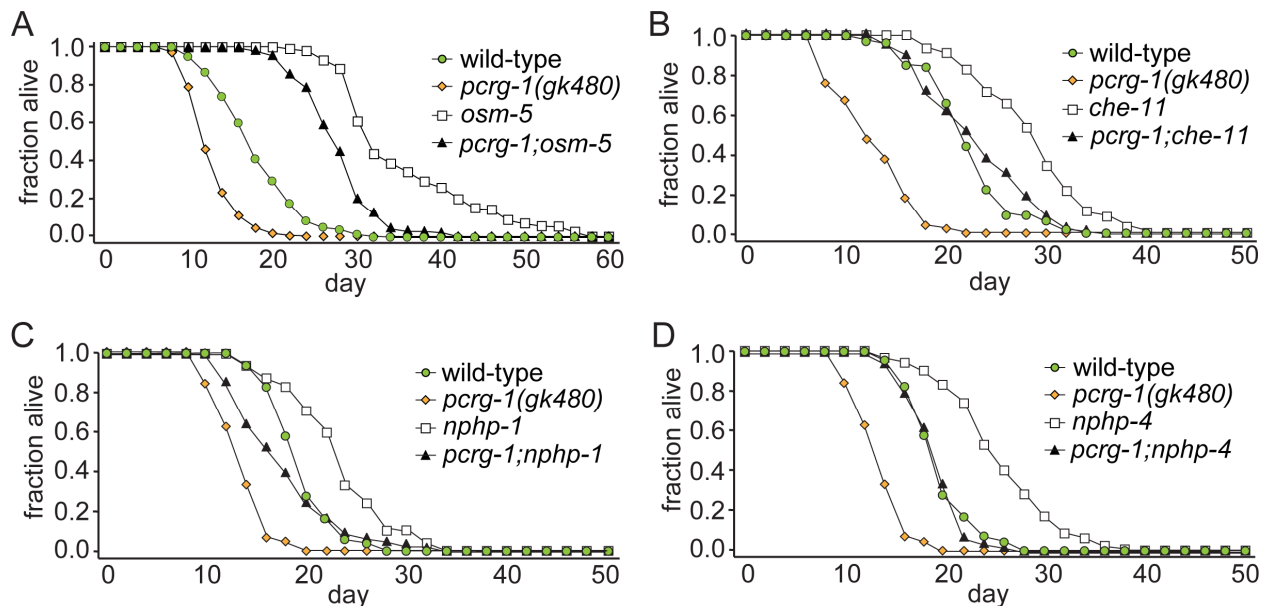 A
fraction alive
1.0
0.8
0.6
0.4
0.2
0.0
0 10 20 30 40 50 60
day
wild-type
pcrg-1(gk480)
osm-5
pcrg-1;osm-5
B
fraction alive
1.0
0.8
0.6
0.4
0.2
0.0
0 10 20 30 40 50
day
wild-type
pcrg-1(gk480)
che-11
pcrg-1;che-11
C
fraction alive
1.0
0.8
0.6
0.4
0.2
0.0
0 10 20 30 40 50
day
wild-type
pcrg-1(gk480)
nphp-1
pcrg-1;nphp-1
D
fraction alive
1.0
0.8
0.6
0.4
0.2
0.0
0 10 20 30 40 50
day
wild-type
pcrg-1(gk480)
nphp-4
pcrg-1;nphp-4